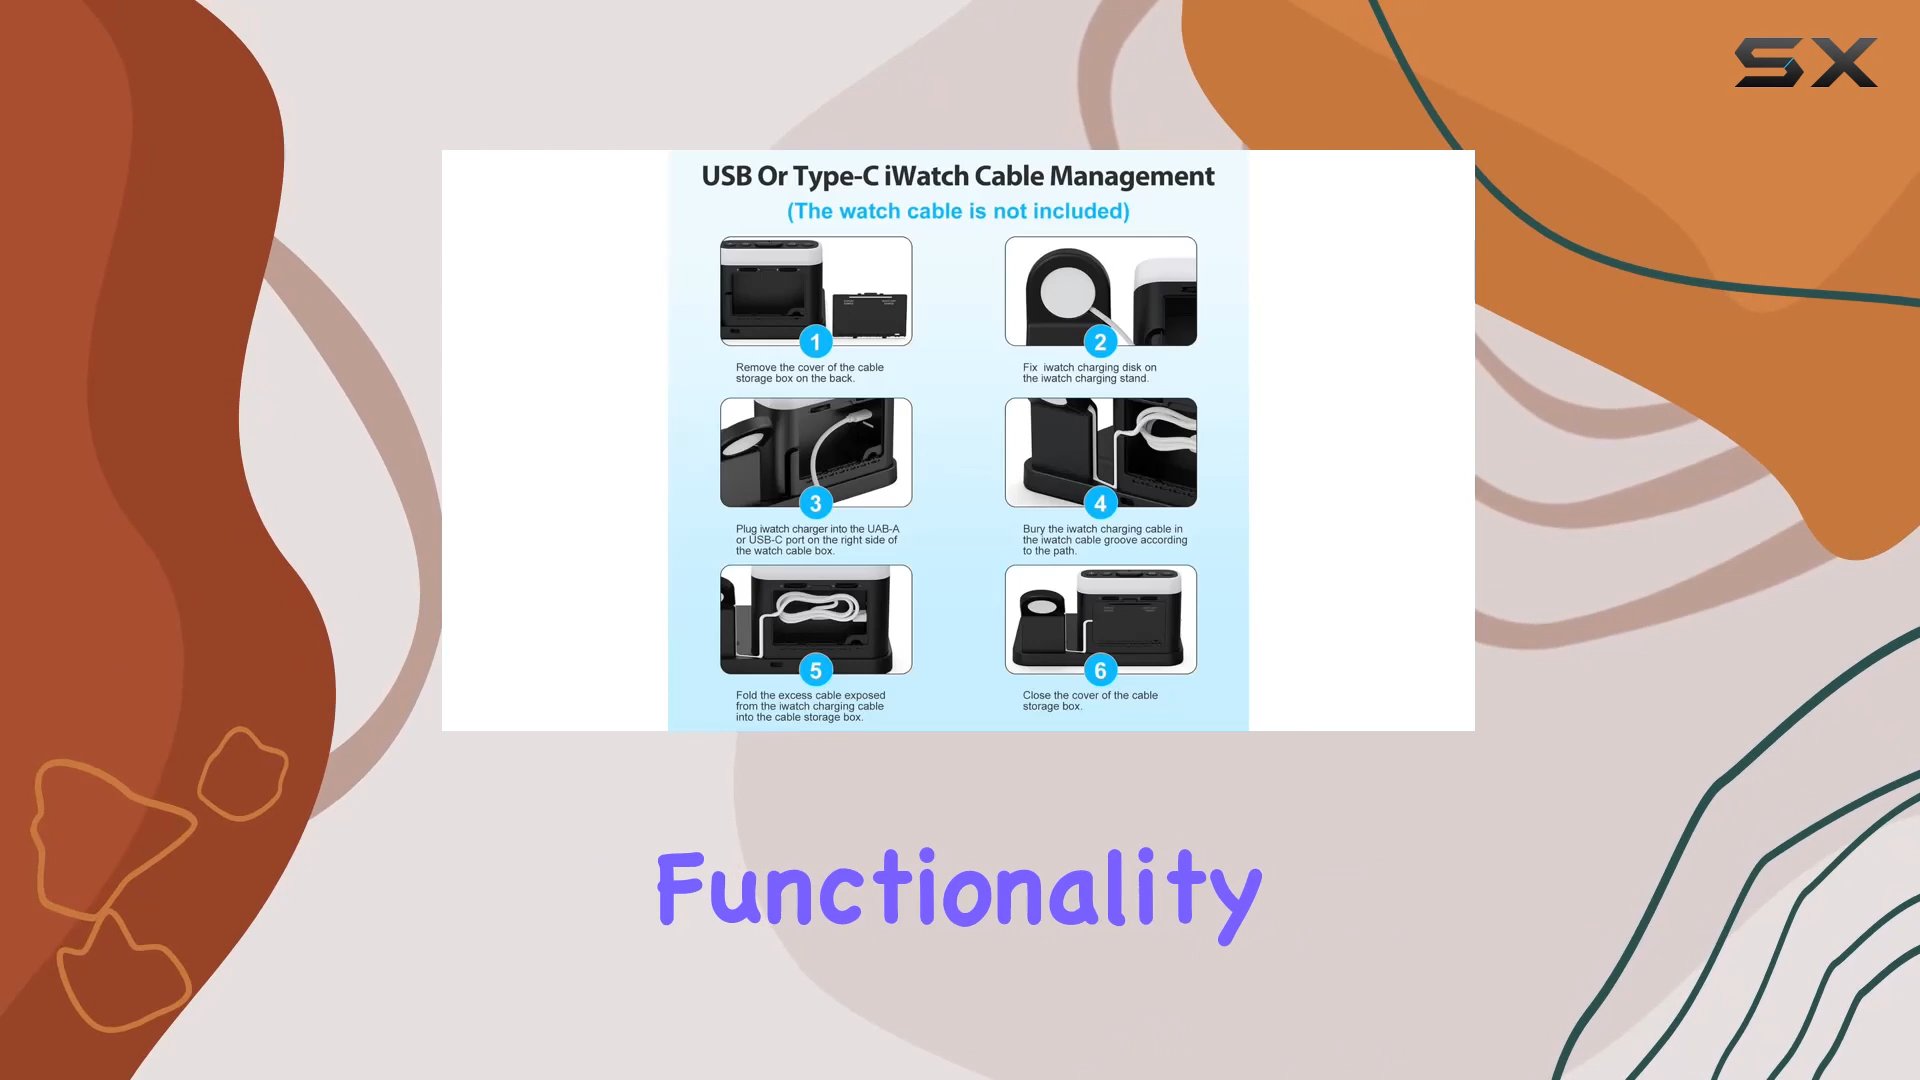 SX
USB Or Type-C iWatch Cable Management
(The watch cable is not included)
1
Remove the cover of the cable
storage box on the back.
2
Fix iwatch charging disk on
the iwatch charging stand.
3
Plug iwatch charger into the UAB-A
or USB-C port on the right side of
the watch cable box.
4
Bury the iwatch charging cable in
the iwatch cable groove according
to the path.
5
Fold the excess cable exposed
from the iwatch charging cable
into the cable storage box.
6
Close the cover of the cable
storage box.
Functionality